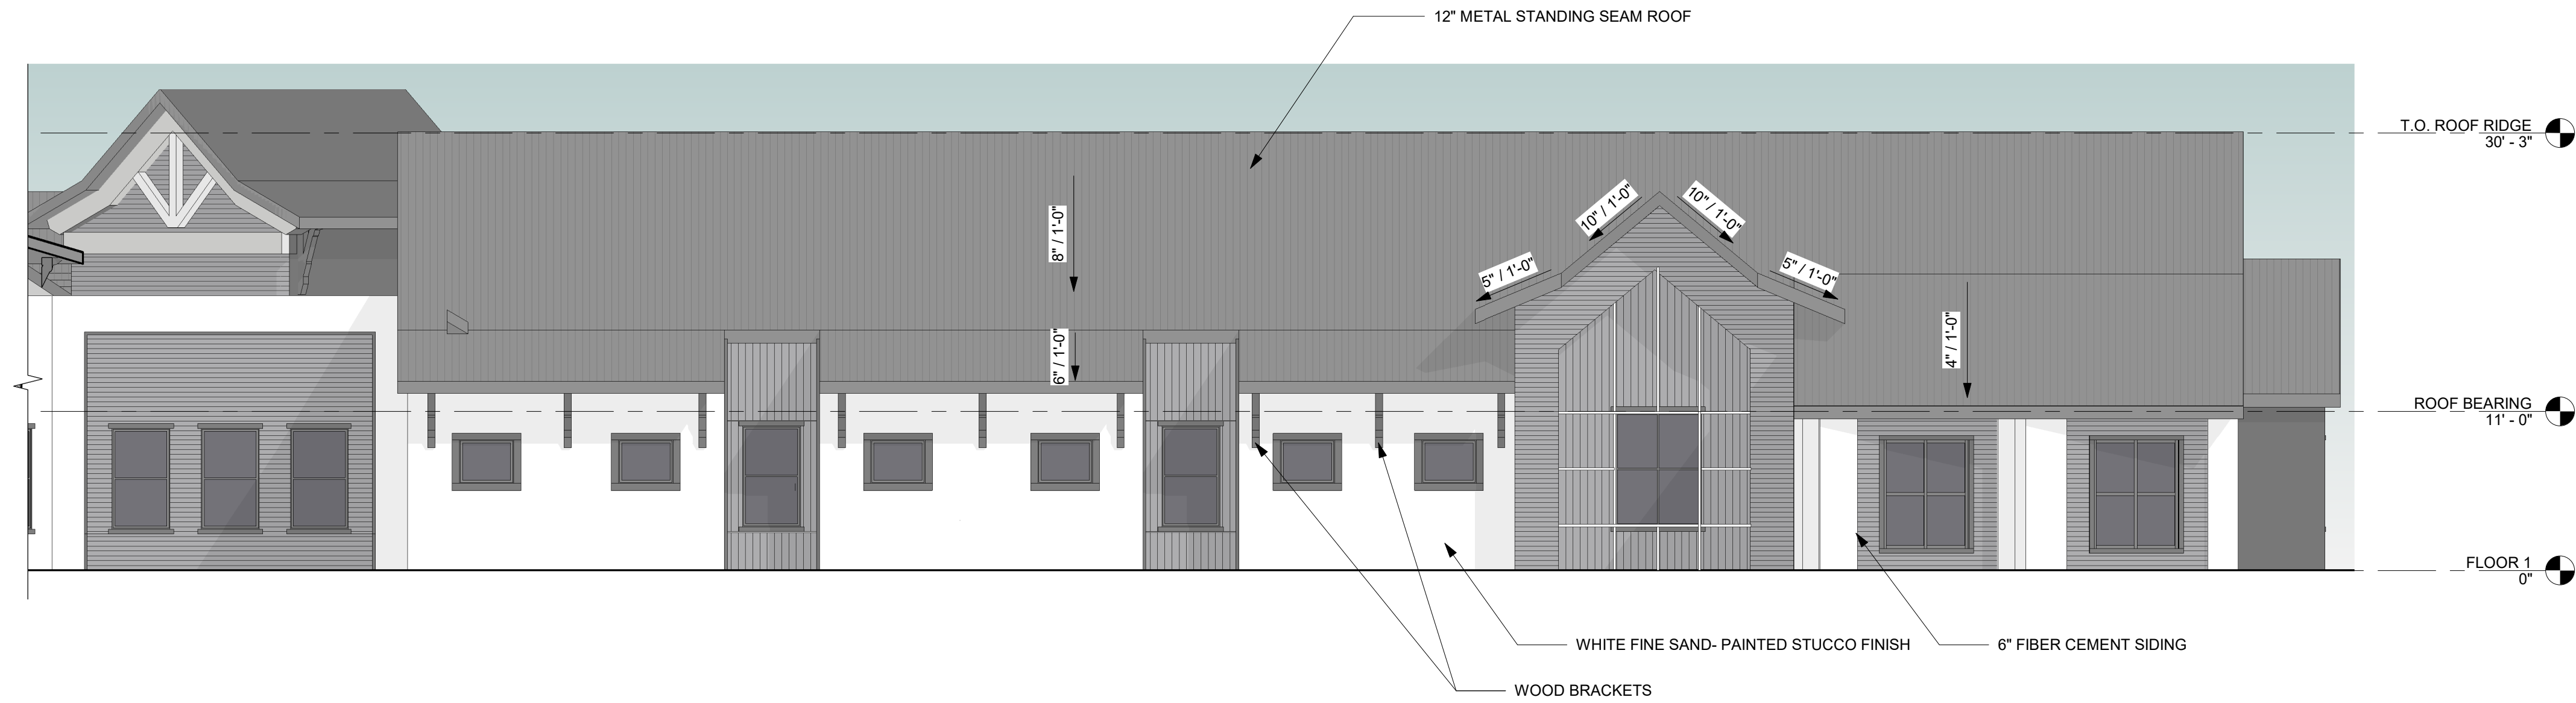 12" METAL STANDING SEAM ROOF
T.O. ROOF RIDGE
30' - 3"
10" / 1'-0"
10" / 1'-0"
8" / 1'-0"
5" / 1'-0"
5" / 1'-0"
6" / 1'-0"
4" / 1'-0"
ROOF BEARING
11' - 0"
FLOOR 1
0"
WHITE FINE SAND- PAINTED STUCCO FINISH
6" FIBER CEMENT SIDING
WOOD BRACKETS